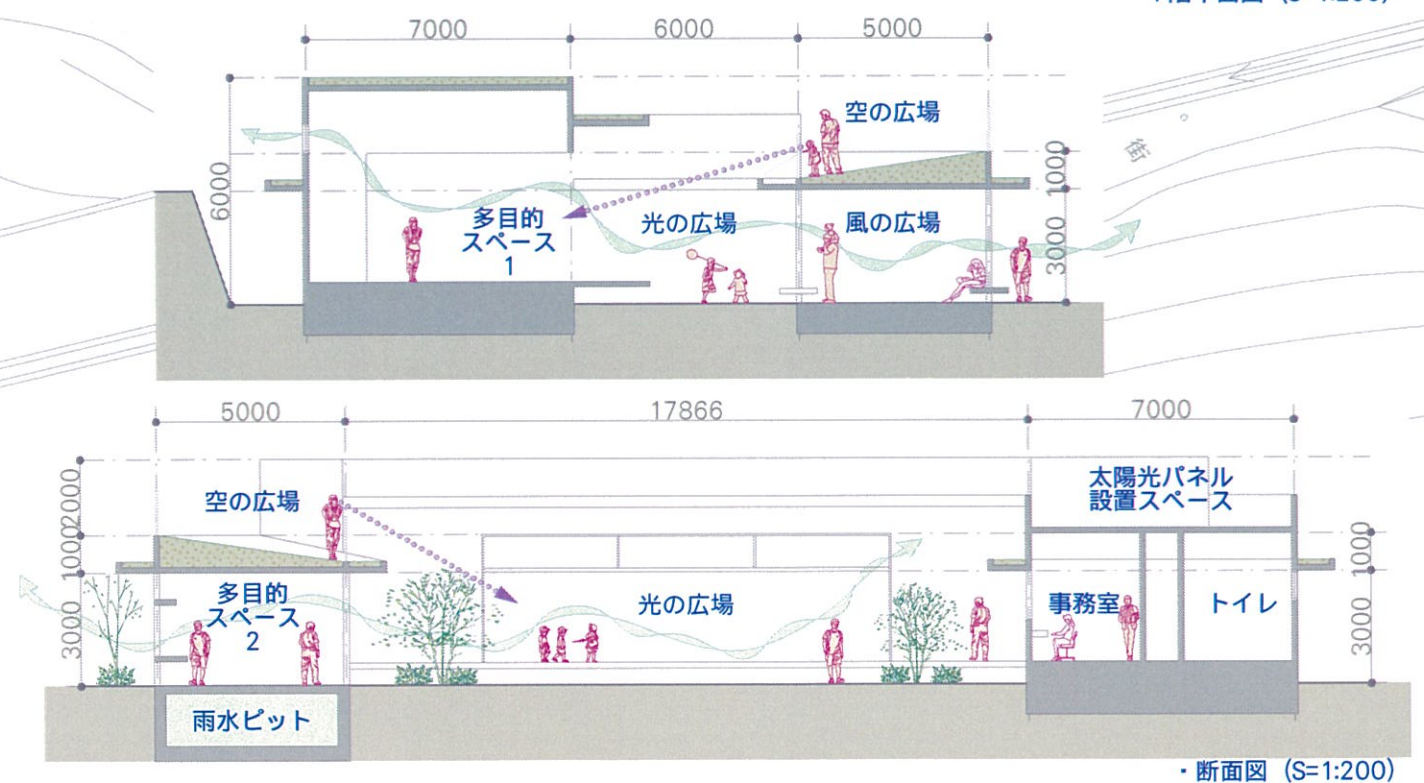 7000
6000
5000
空の広場
街
1000
6000
多目的
スペース
1
光の広場
風の広場
3000
5000
17866
7000
2000
空の広場
太陽光パネル
設置スペース
1000
1000
多目的
スペース
2
光の広場
事務室
トイレ
3000
3000
雨水ピット
・断面図 (S=1:200)